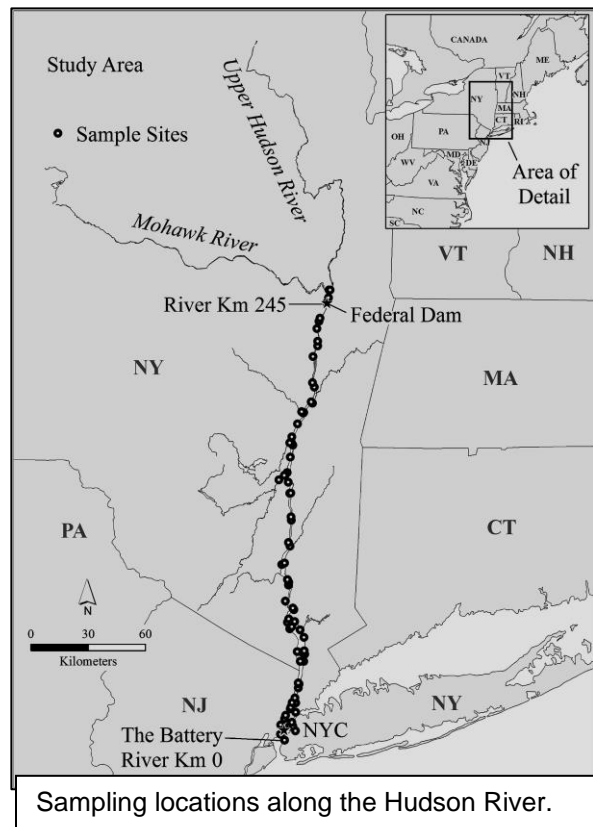 Study Area
Sample Sites
Upper Hudson River
Mohawk River
River Km 245
Federal Dam
CANADA
ME
VT
NH
NY
MA
CT
RI
NJ
PA
OH
WV
MD
DE
VA
NC
SC
Area of
Detail
VT
NH
NY
MA
PA
CT
N
0 30 60
Kilometers
NJ
NY
NYC
The Battery
River Km 0
Sampling locations along the Hudson River.